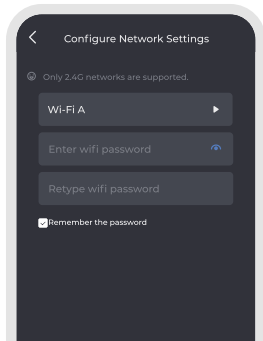 Configure Network Settings
Only 2.4G networks are supported.
Wi-Fi A
Enter wifi password
Retype wifi password
Remember the password